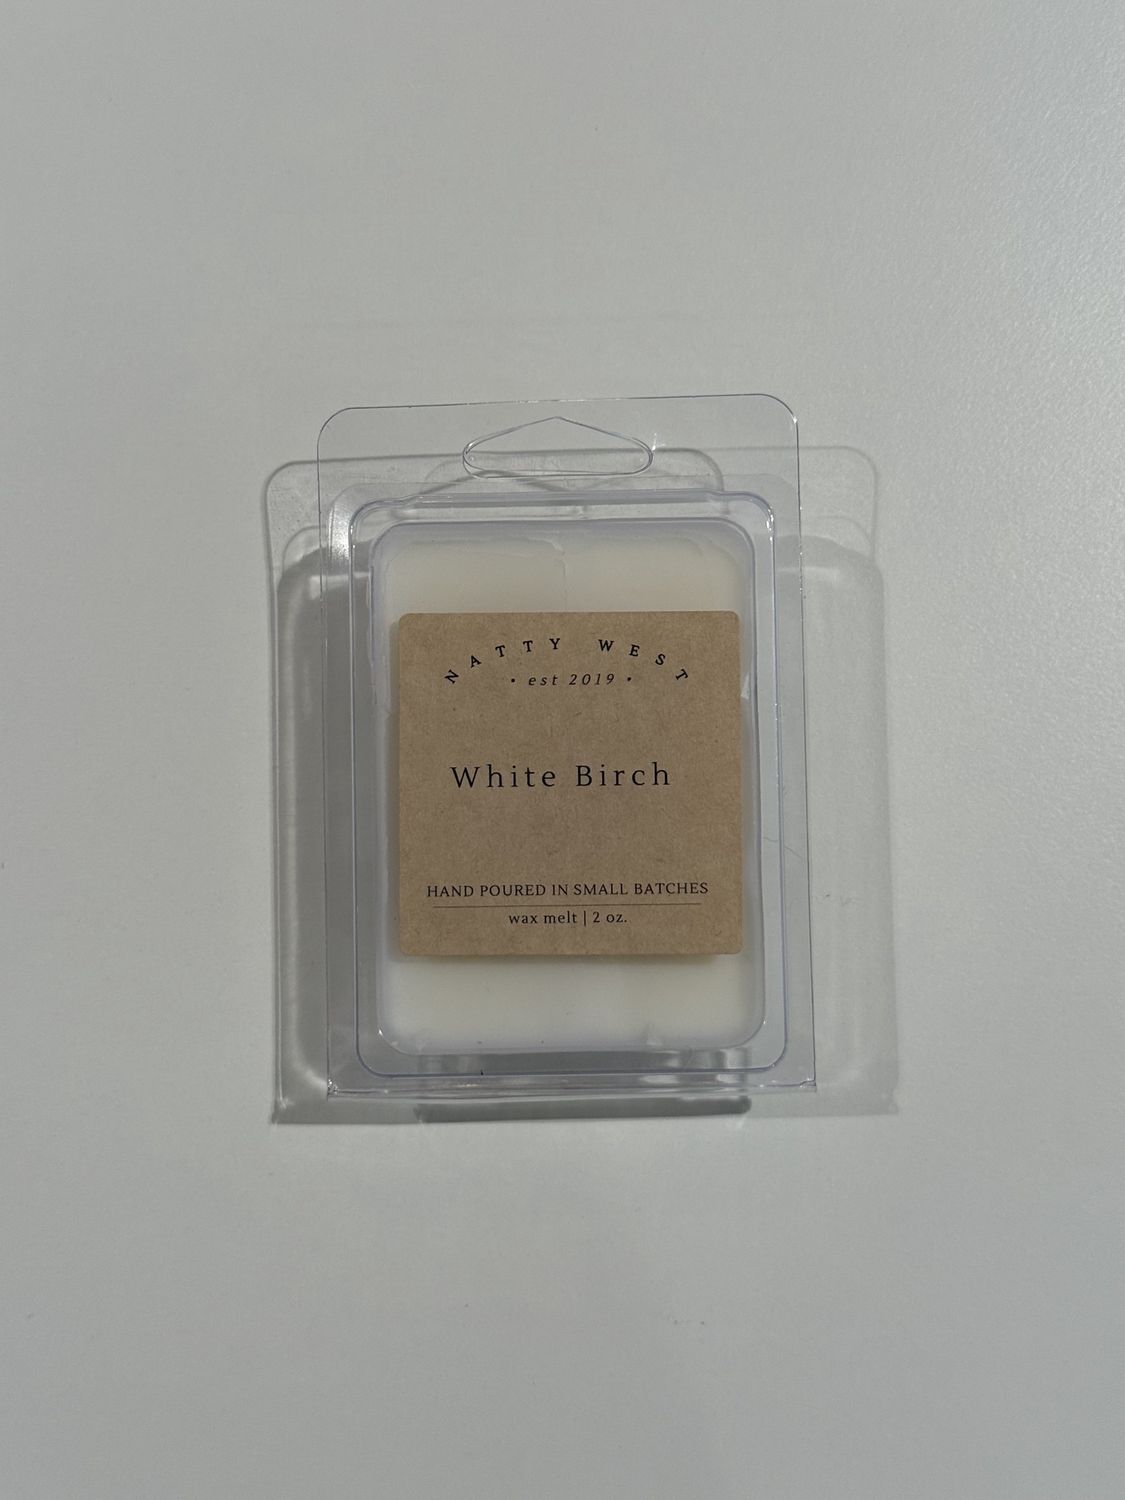 NATTY WEST
• est 2019 •
White Birch
HAND POURED IN SMALL BATCHES
wax melt | 2 oz.